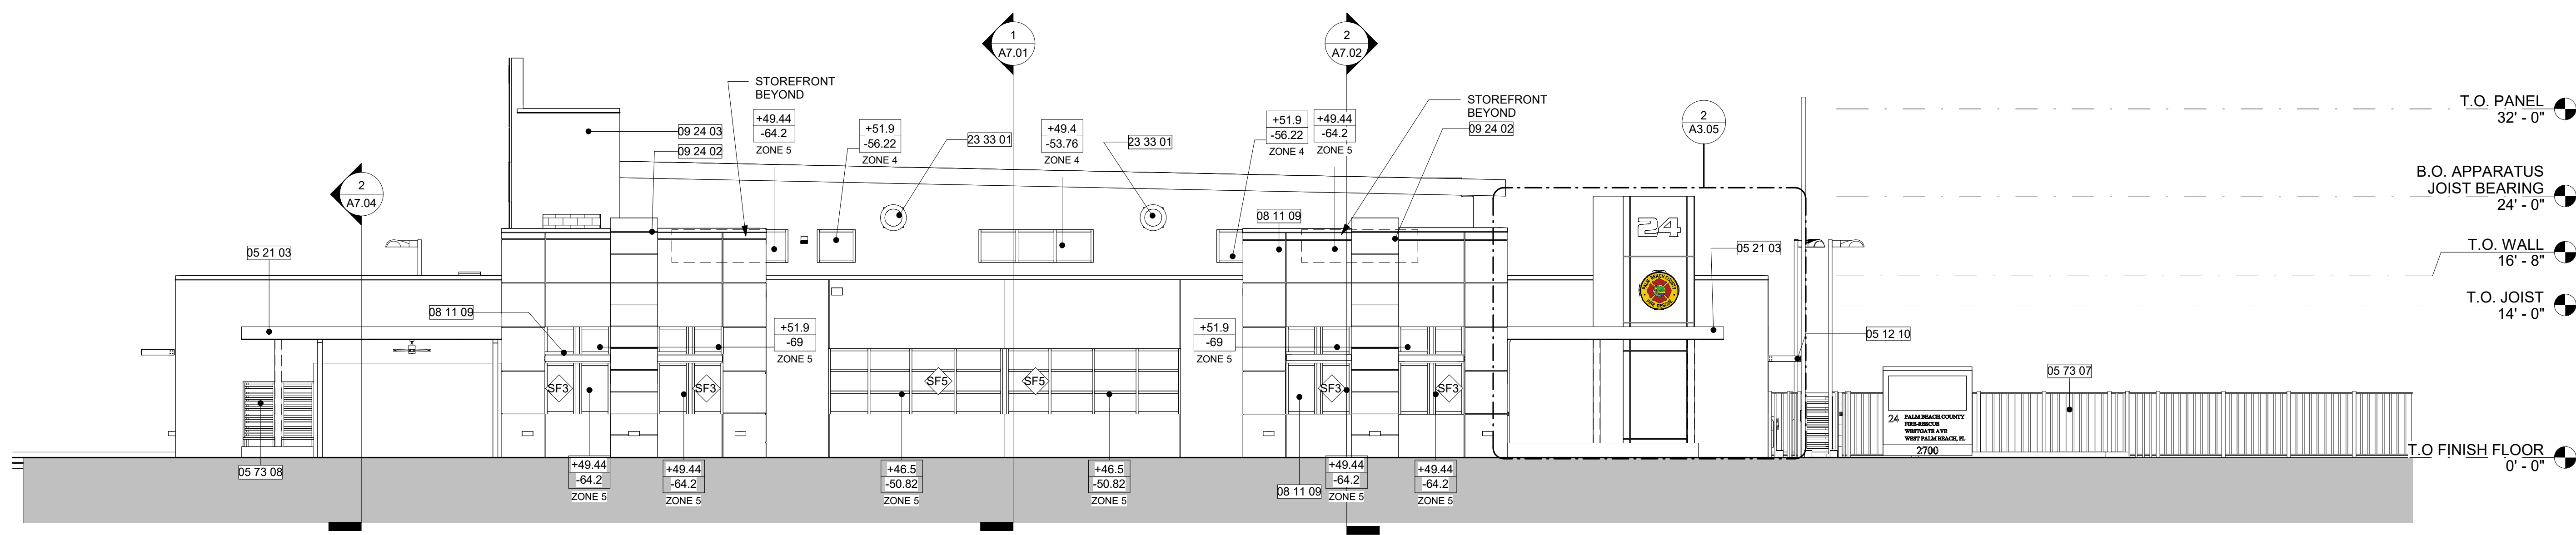 1
A7.01
2
A7.02
STOREFRONT
BEYOND
STOREFRONT
BEYOND
T.O. PANEL
32' - 0"
+49.44
-64.2
ZONE 5
+51.9
-56.22
ZONE 4
23 33 01
+49.4
-53.76
ZONE 4
23 33 01
+51.9
-56.22
ZONE 4
+49.44
-64.2
ZONE 5
09 24 02
2
A3.05
09 24 03
09 24 02
2
A7.04
B.O. APPARATUS
JOIST BEARING
24' - 0"
08 11 09
24
05 21 03
05 21 03
T.O. WALL
16' - 8"
PALM BEACH COUNTY
FIRE RESCUE
08 11 09
T.O. JOIST
14' - 0"
+51.9
-69
ZONE 5
+51.9
-69
ZONE 5
05 12 10
SF3
SF3
SF5
SF5
SF3
SF3
05 73 07
24
PALM BEACH COUNTY
FIRE-RESCUE
WESTGATE AVE
WEST PALM BEACH, FL
2700
T.O FINISH FLOOR
0' - 0"
05 73 08
+49.44
-64.2
ZONE 5
+49.44
-64.2
ZONE 5
+46.5
-50.82
ZONE 5
+46.5
-50.82
ZONE 5
08 11 09
+49.44
-64.2
ZONE 5
+49.44
-64.2
ZONE 5